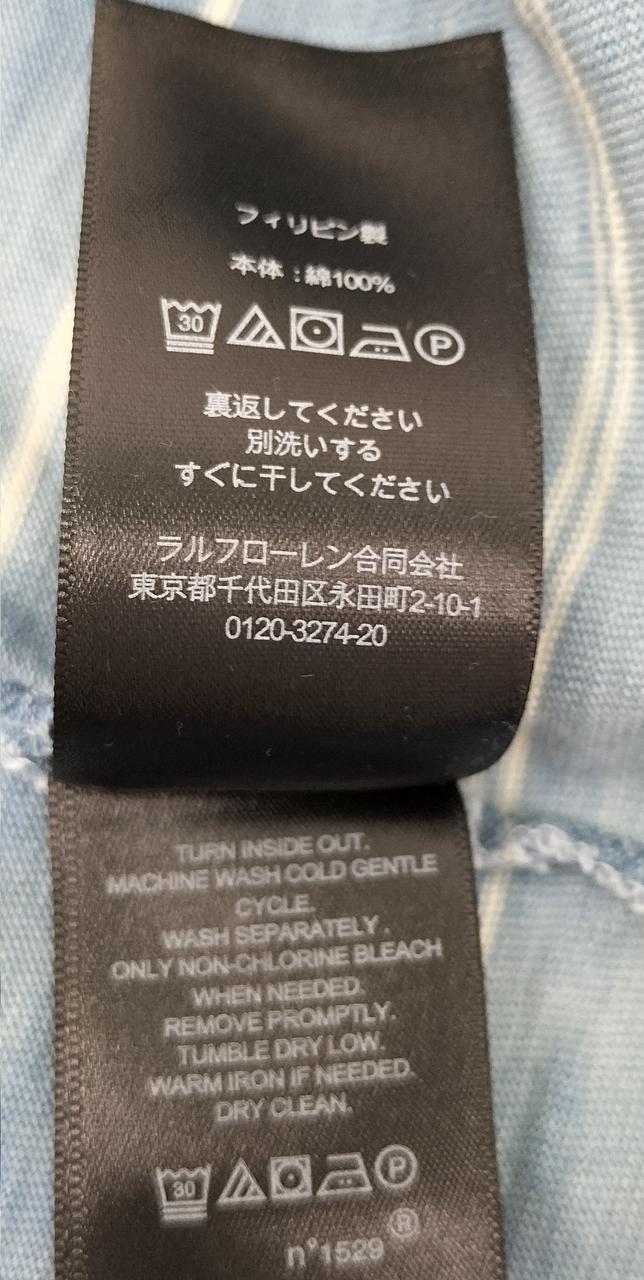 フィリピン製
本体：綿100%
30 P
裏返してください
別洗いする
すぐに干してください
ラルフローレン合同会社
東京都千代田区永田町2-10-1
0120-3274-20
TURN INSIDE OUT.
MACHINE WASH COLD GENTLE
CYCLE.
WASH SEPARATELY.
ONLY NON-CHLORINE BLEACH
WHEN NEEDED.
REMOVE PROMPTLY.
TUMBLE DRY LOW.
WARM IRON IF NEEDED.
DRY CLEAN.
30 P
n°1529 ®